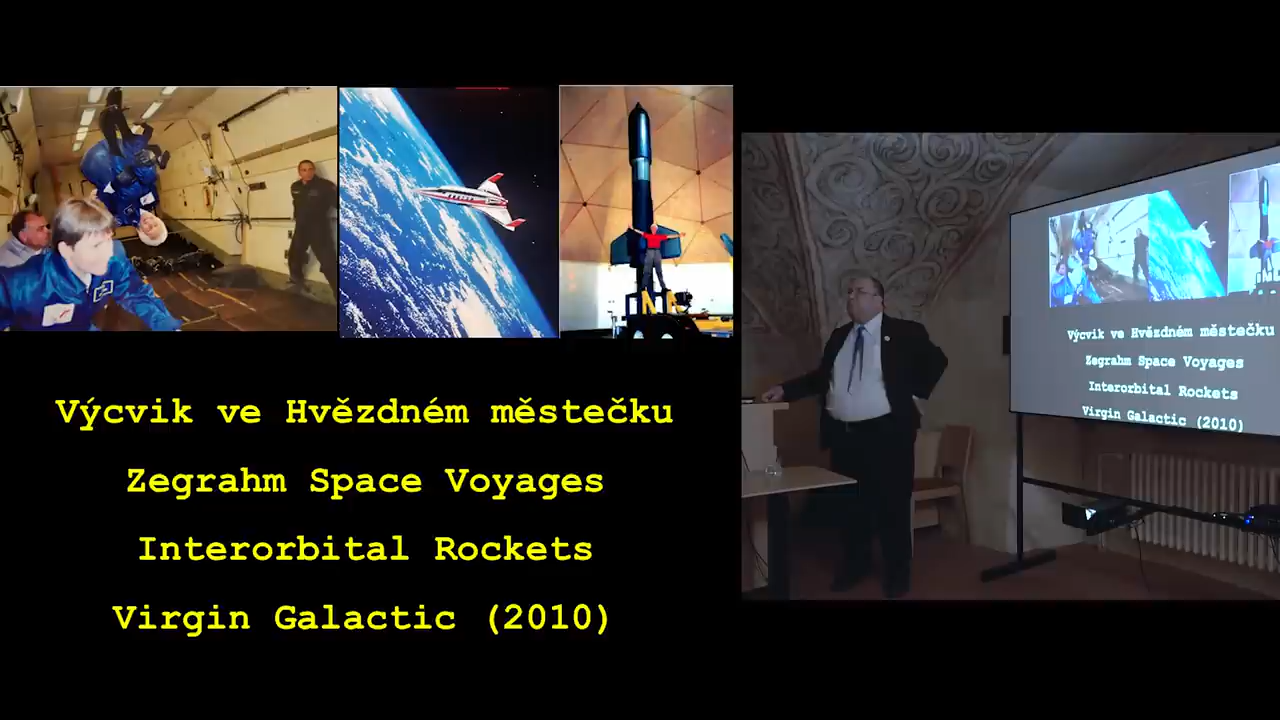 Výcvik ve Hvězdném městečku
Zegrahm Space Voyages
Interorbital Rockets
Virgin Galactic (2010)
Výcvik ve Hvězdném městečku
Zegrahm Space Voyages
Interorbital Rockets
Virgin Galactic (2010)